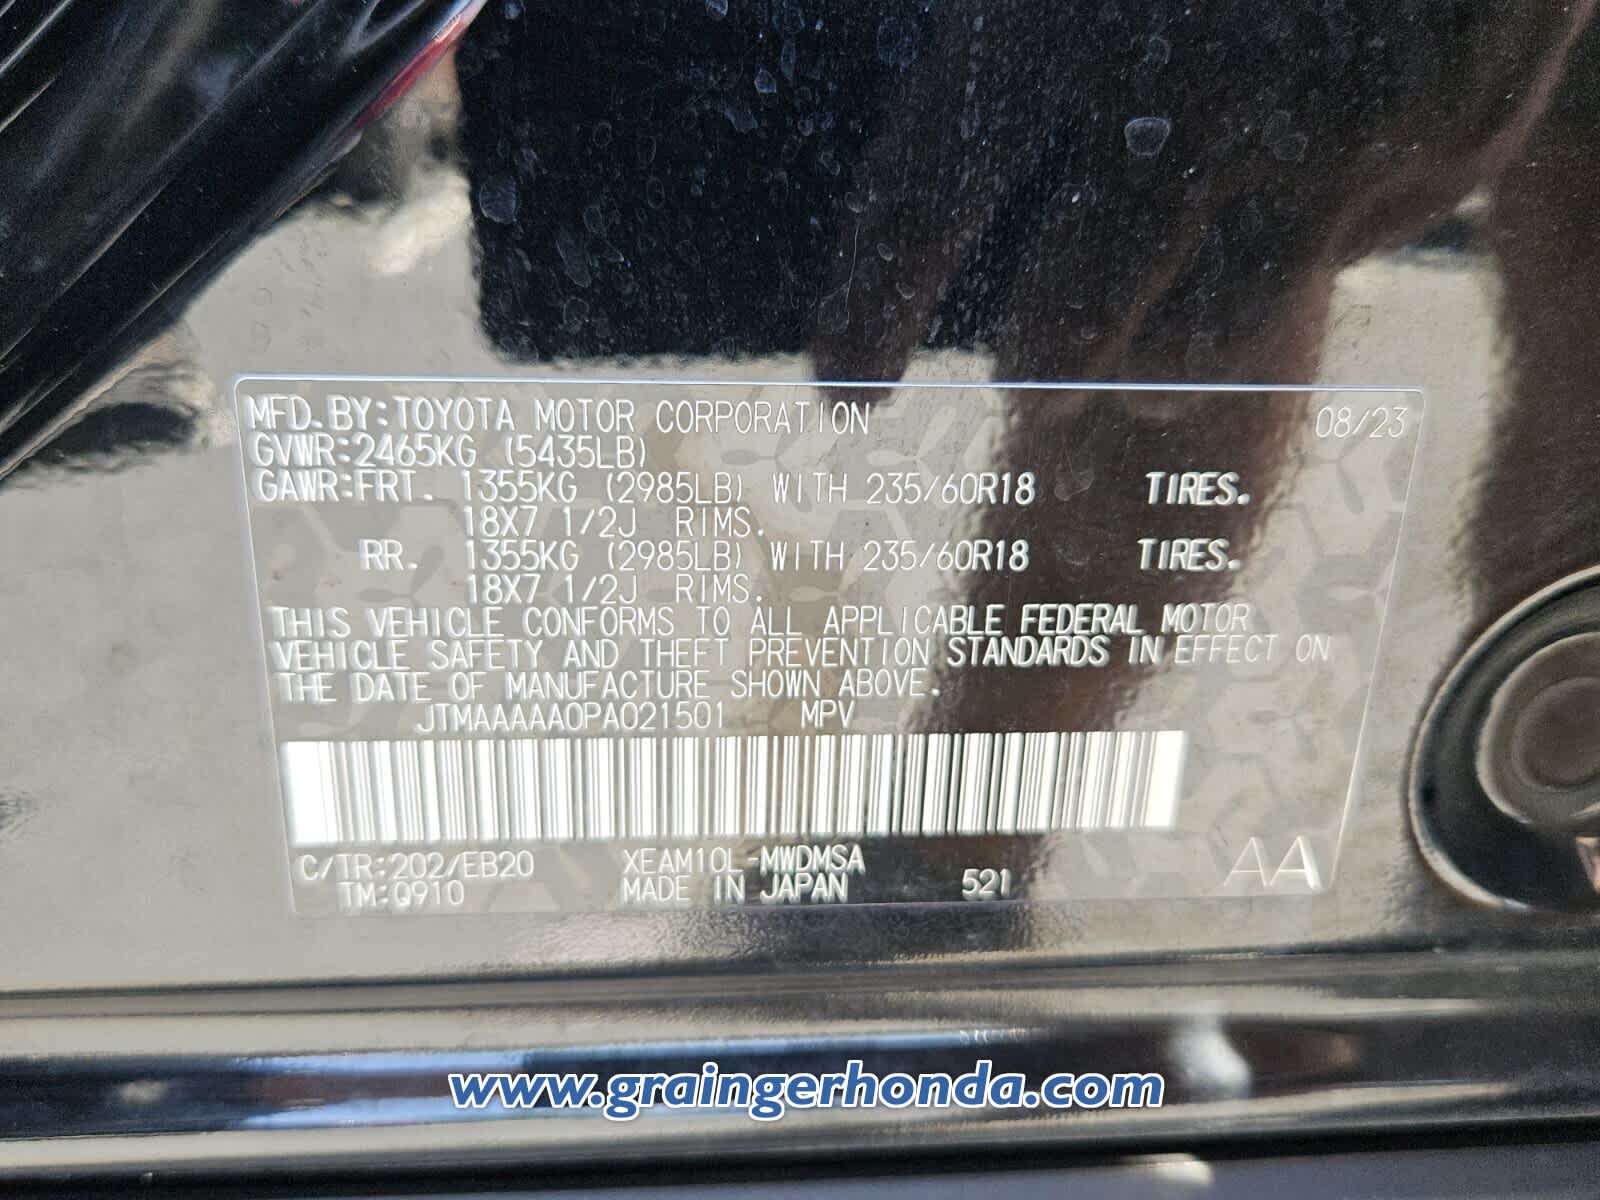 MFD. BY: TOYOTA MOTOR CORPORATION 08/23
GVWR: 2465KG (5435LB)
GAWR: FRT. 1355KG (2985LB) WITH 235/60R18 TIRES.
18X7 1/2J RIMS.
RR. 1355KG (2985LB) WITH 235/60R18 TIRES.
18X7 1/2J RIMS.
THIS VEHICLE CONFORMS TO ALL APPLICABLE FEDERAL MOTOR
VEHICLE SAFETY AND THEFT PREVENTION STANDARDS IN EFFECT ON
THE DATE OF MANUFACTURE SHOWN ABOVE.
JTMAAAAA0PA021501 MPV
C/TR: 202/EB20 XEAM10L-MWDMSA
TM: Q910 MADE IN JAPAN 521 AA
www.graingerhonda.com